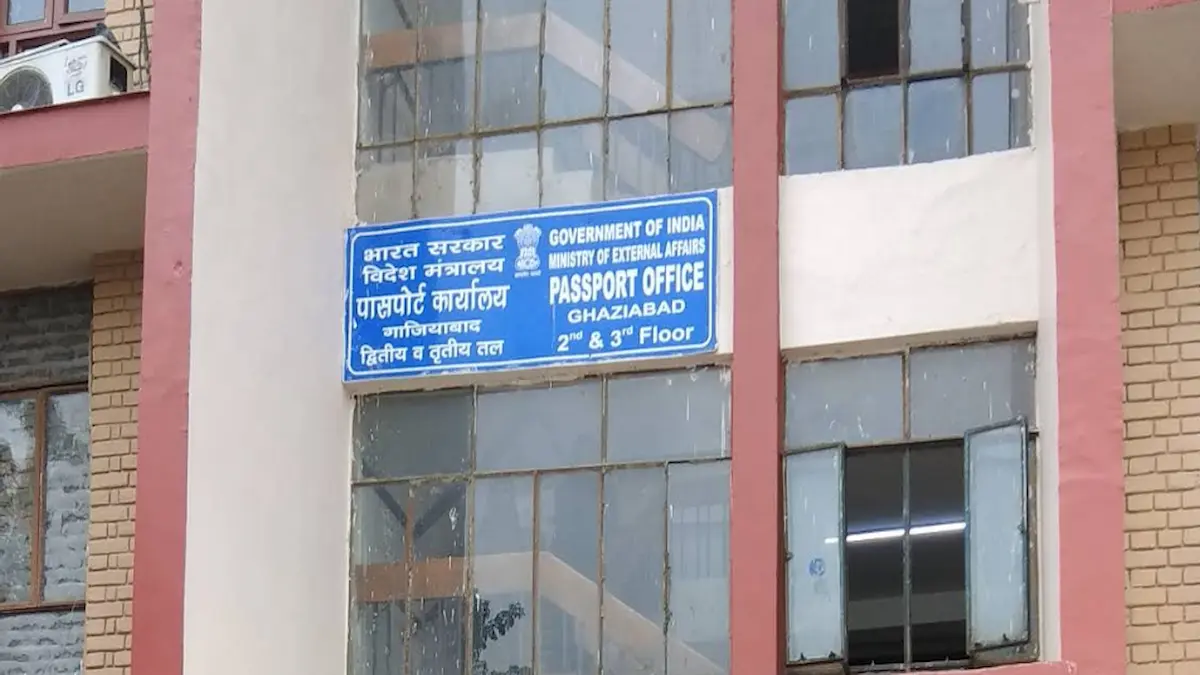 भारत सरकार
विदेश मंत्रालय
पासपोर्ट कार्यालय
गाजियाबाद
द्वितीय व तृतीय तल
GOVERNMENT OF INDIA
MINISTRY OF EXTERNAL AFFAIRS
PASSPORT OFFICE
GHAZIABAD
2nd & 3rd Floor
LG